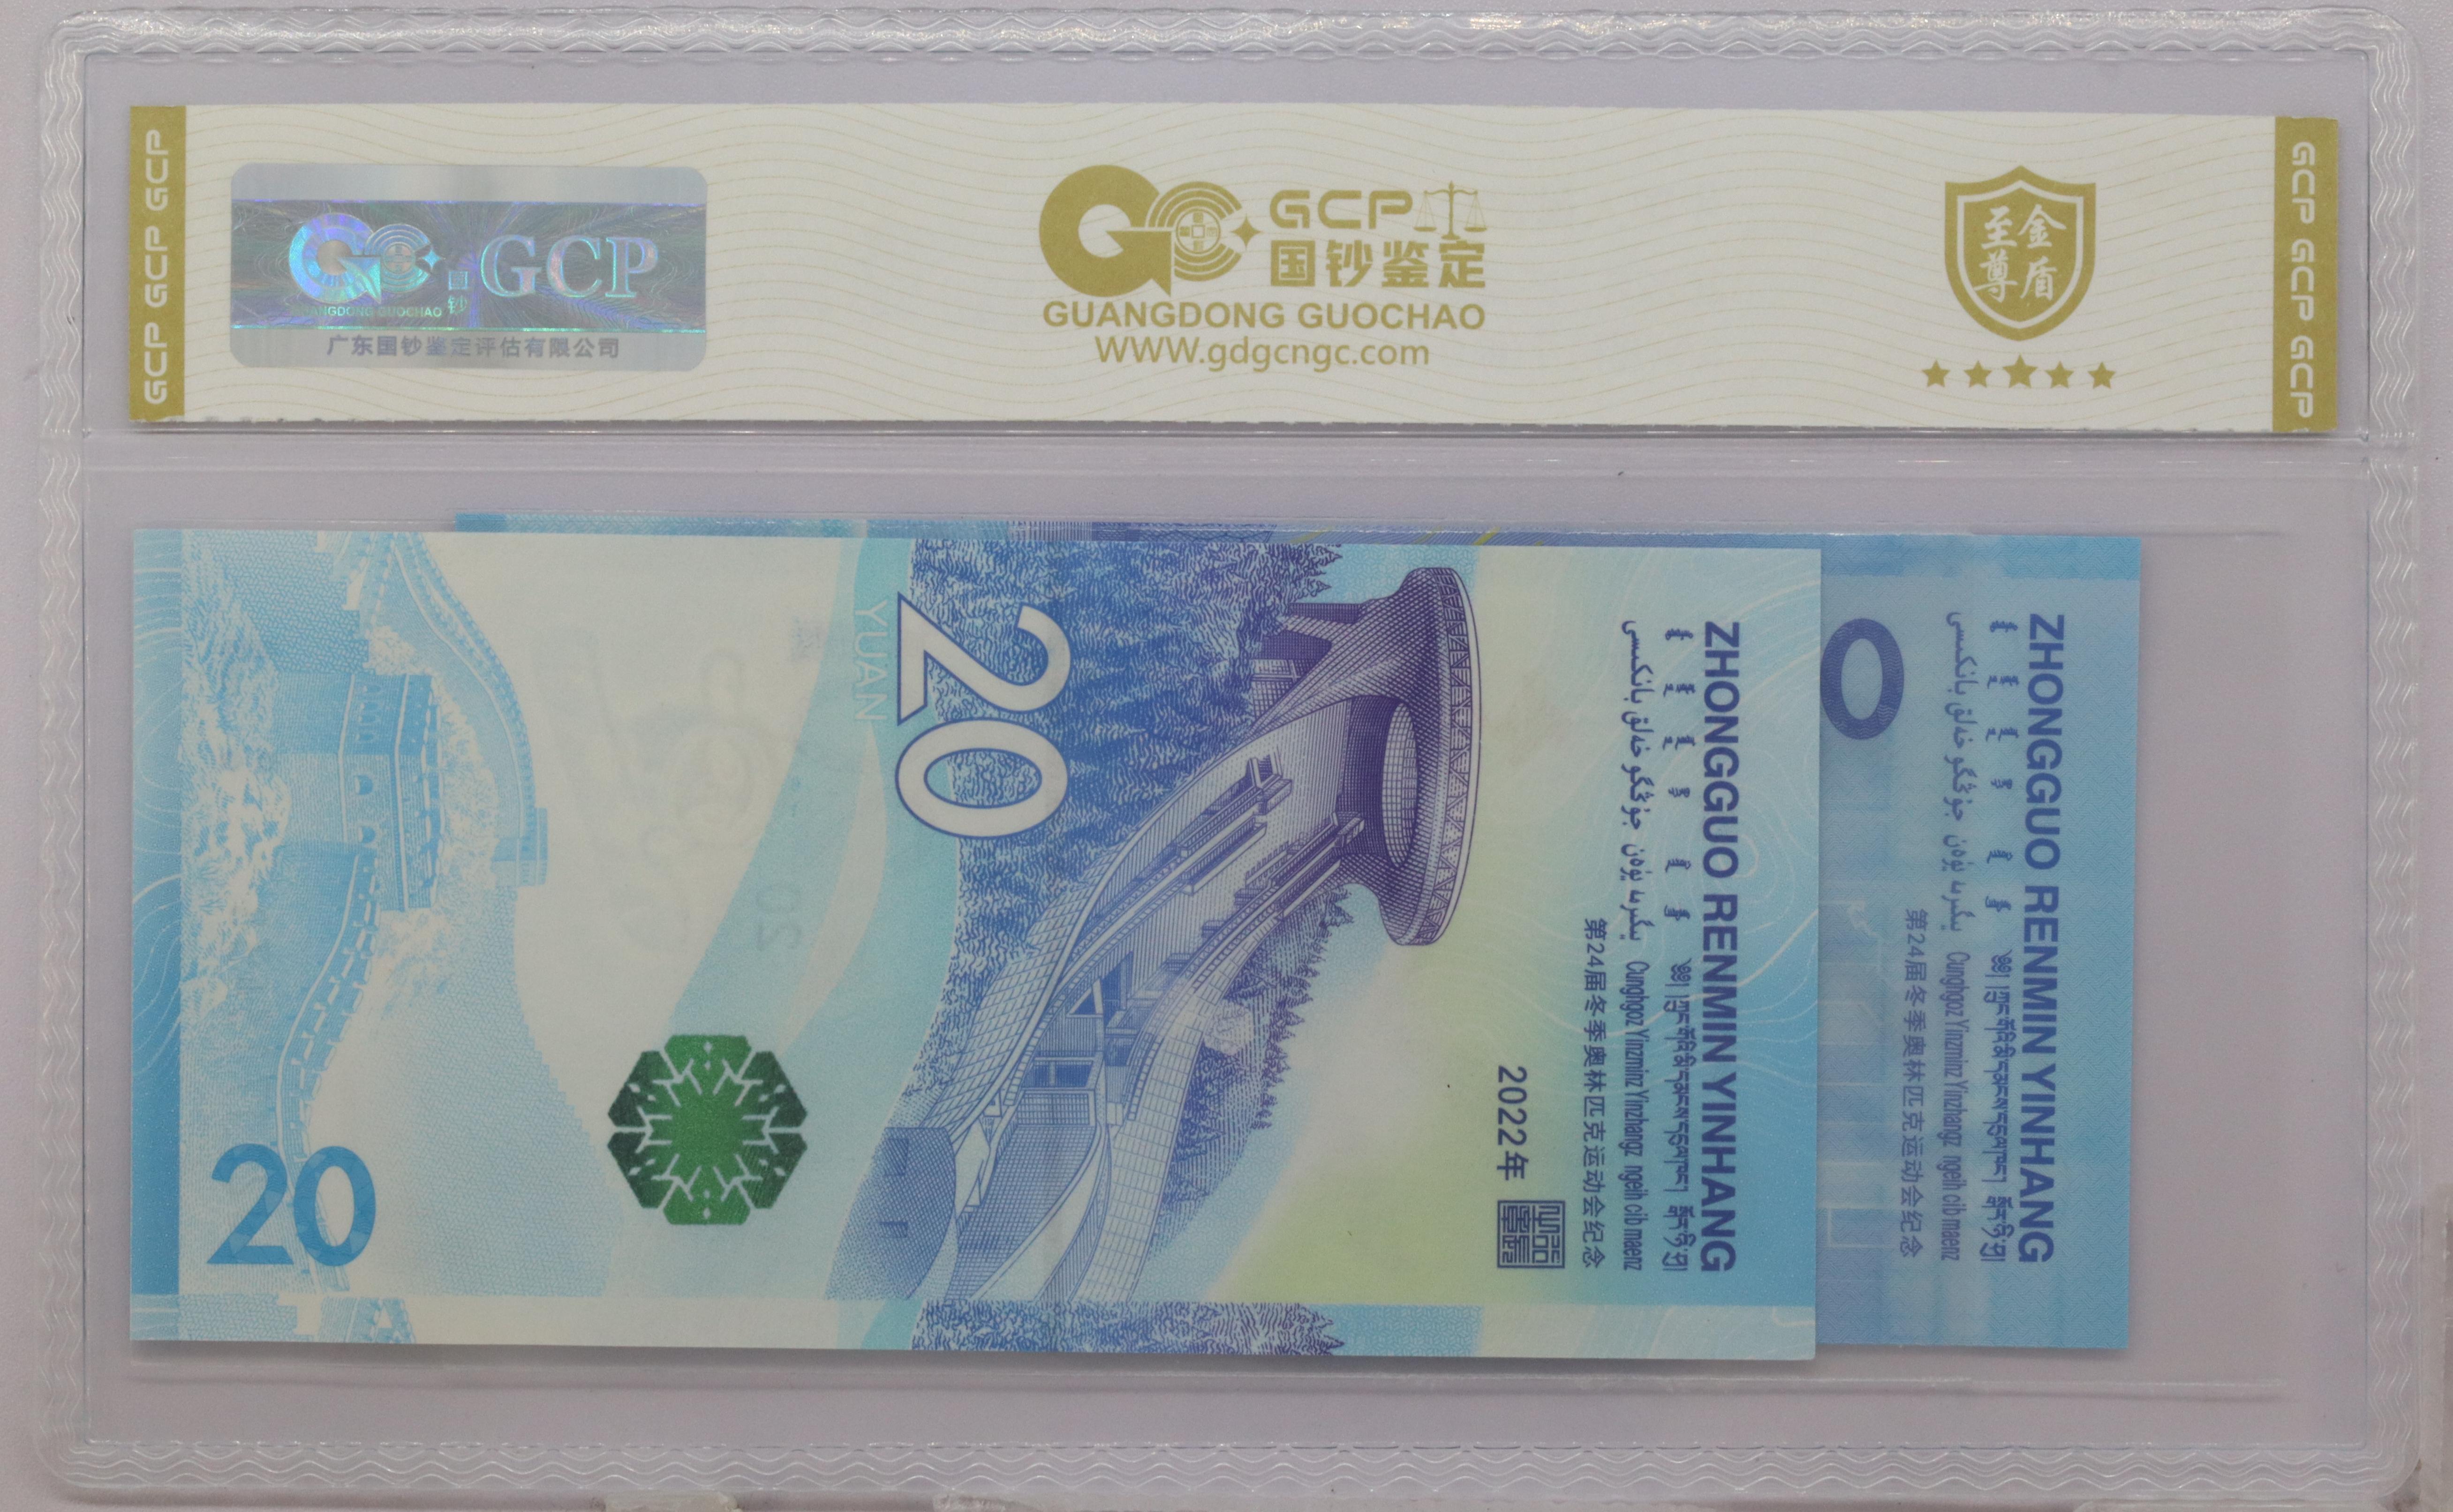 GCP GCP GCP
GUANGDONG GUOCHAO
国钞
GCP
广东国钞鉴定评估有限公司
GCP
国钞鉴定
GUANGDONG GUOCHAO
WWW.gdgcngc.com
至金
尊盾
GCP GCP GCP
ZHONGGUO RENMIN YINHANG
Cunghgoz Yinzminz Yinzhangz ngeih cib maenz
第24届冬季奥林匹克运动会纪念
2022年
20
YUAN
20
20
ZHONGGUO RENMIN YINHANG
Cunghgoz Yinzminz Yinzhangz ngeih cib maenz
第24届冬季奥林匹克运动会纪念
0